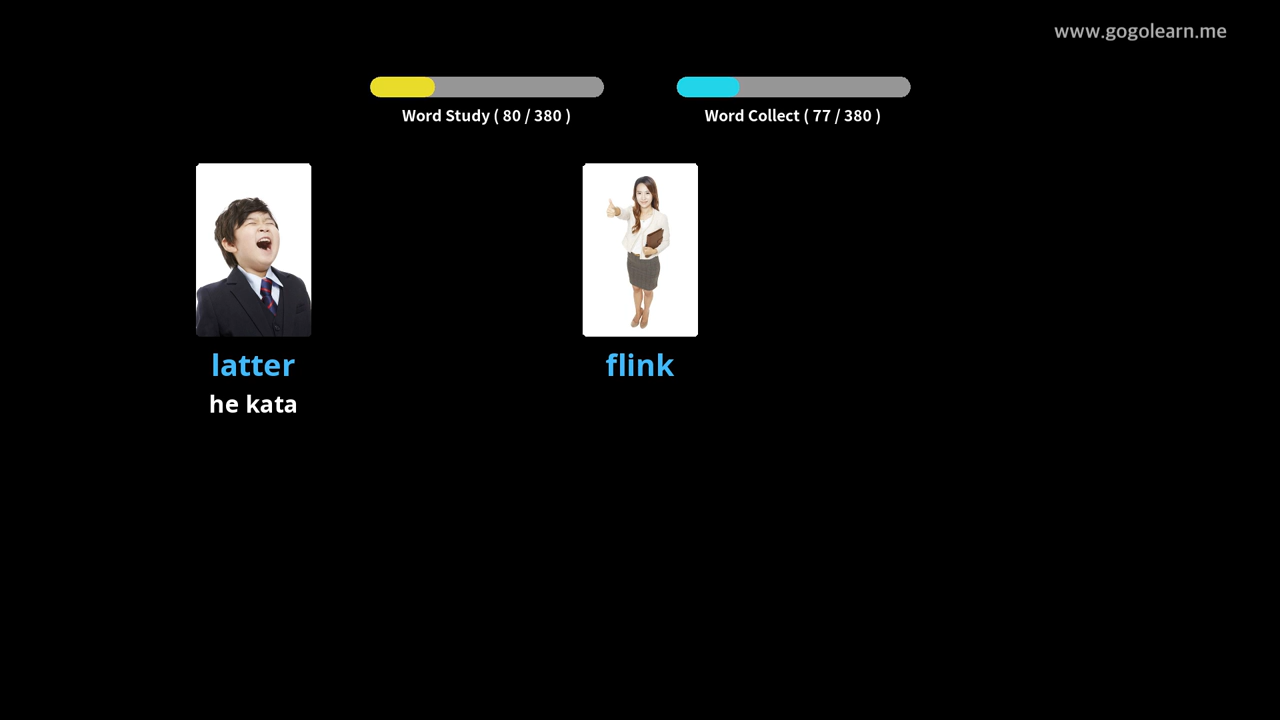 www.gogolearn.me
Word Study ( 80 / 380 )
Word Collect ( 77 / 380 )
latter
he kata
flink